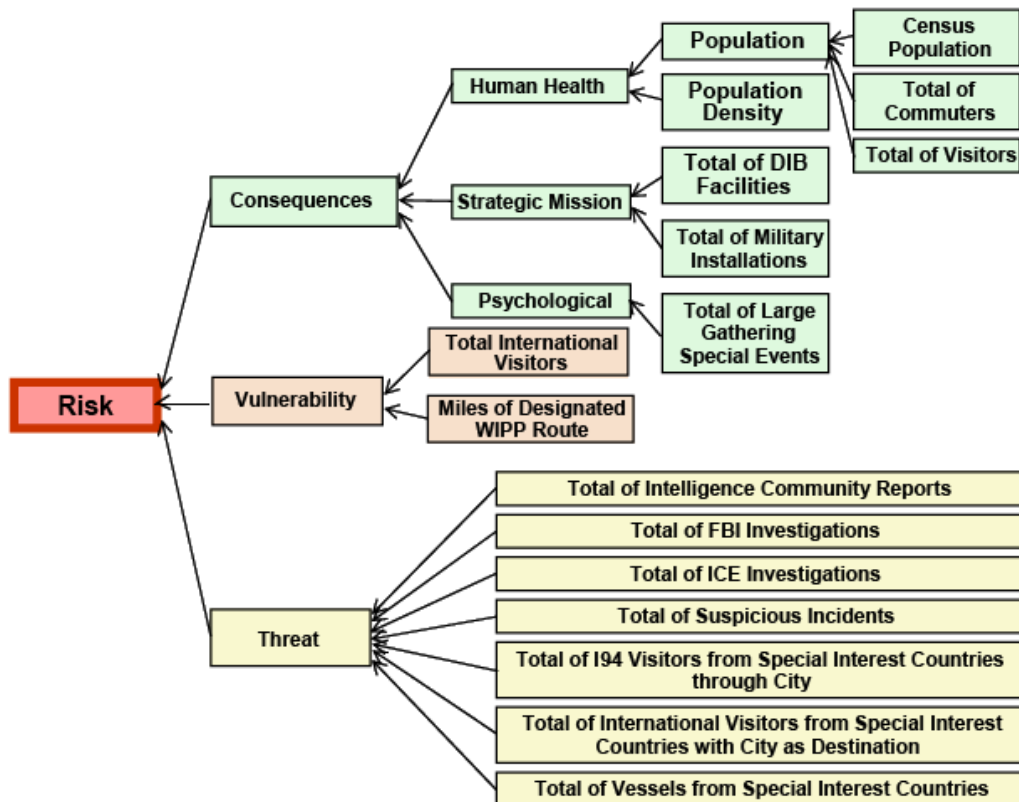 Census
Population
Population
Human Health
Population
Density
Total of
Commuters
Total of Visitors
Total of DIB
Facilities
Consequences
Strategic Mission
Total of Military
Installations
Psychological
Total of Large
Gathering
Special Events
Total International
Visitors
Risk
Vulnerability
Miles of Designated
WIPP Route
Total of Intelligence Community Reports
Total of FBI Investigations
Total of ICE Investigations
Total of Suspicious Incidents
Threat
Total of I94 Visitors from Special Interest Countries
through City
Total of International Visitors from Special Interest
Countries with City as Destination
Total of Vessels from Special Interest Countries